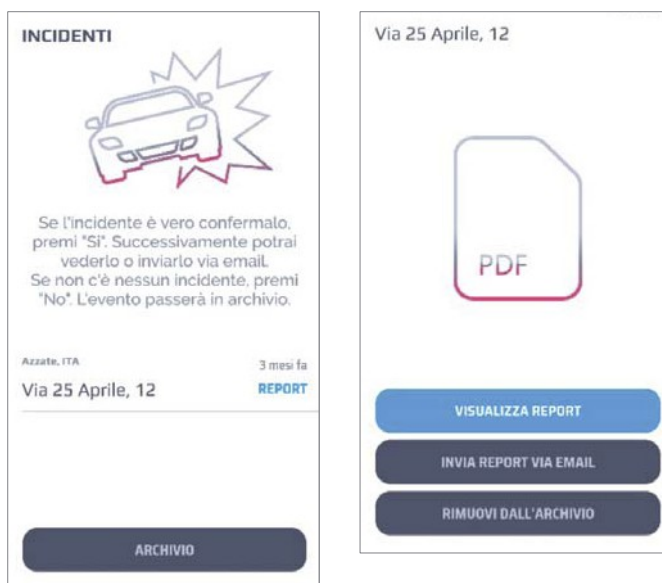 INCIDENTI
Se l'incidente è vero confermalo,
premi "Si". Successivamente potrai
vederlo o inviarlo via email.
Se non c'è nessun incidente, premi
"No". L'evento passerà in archivio.
Azzate, ITA
3 mesi fa
Via 25 Aprile, 12
REPORT
ARCHIVIO
Via 25 Aprile, 12
PDF
VISUALIZZA REPORT
INVIA REPORT VIA EMAIL
RIMUOVI DALL'ARCHIVIO